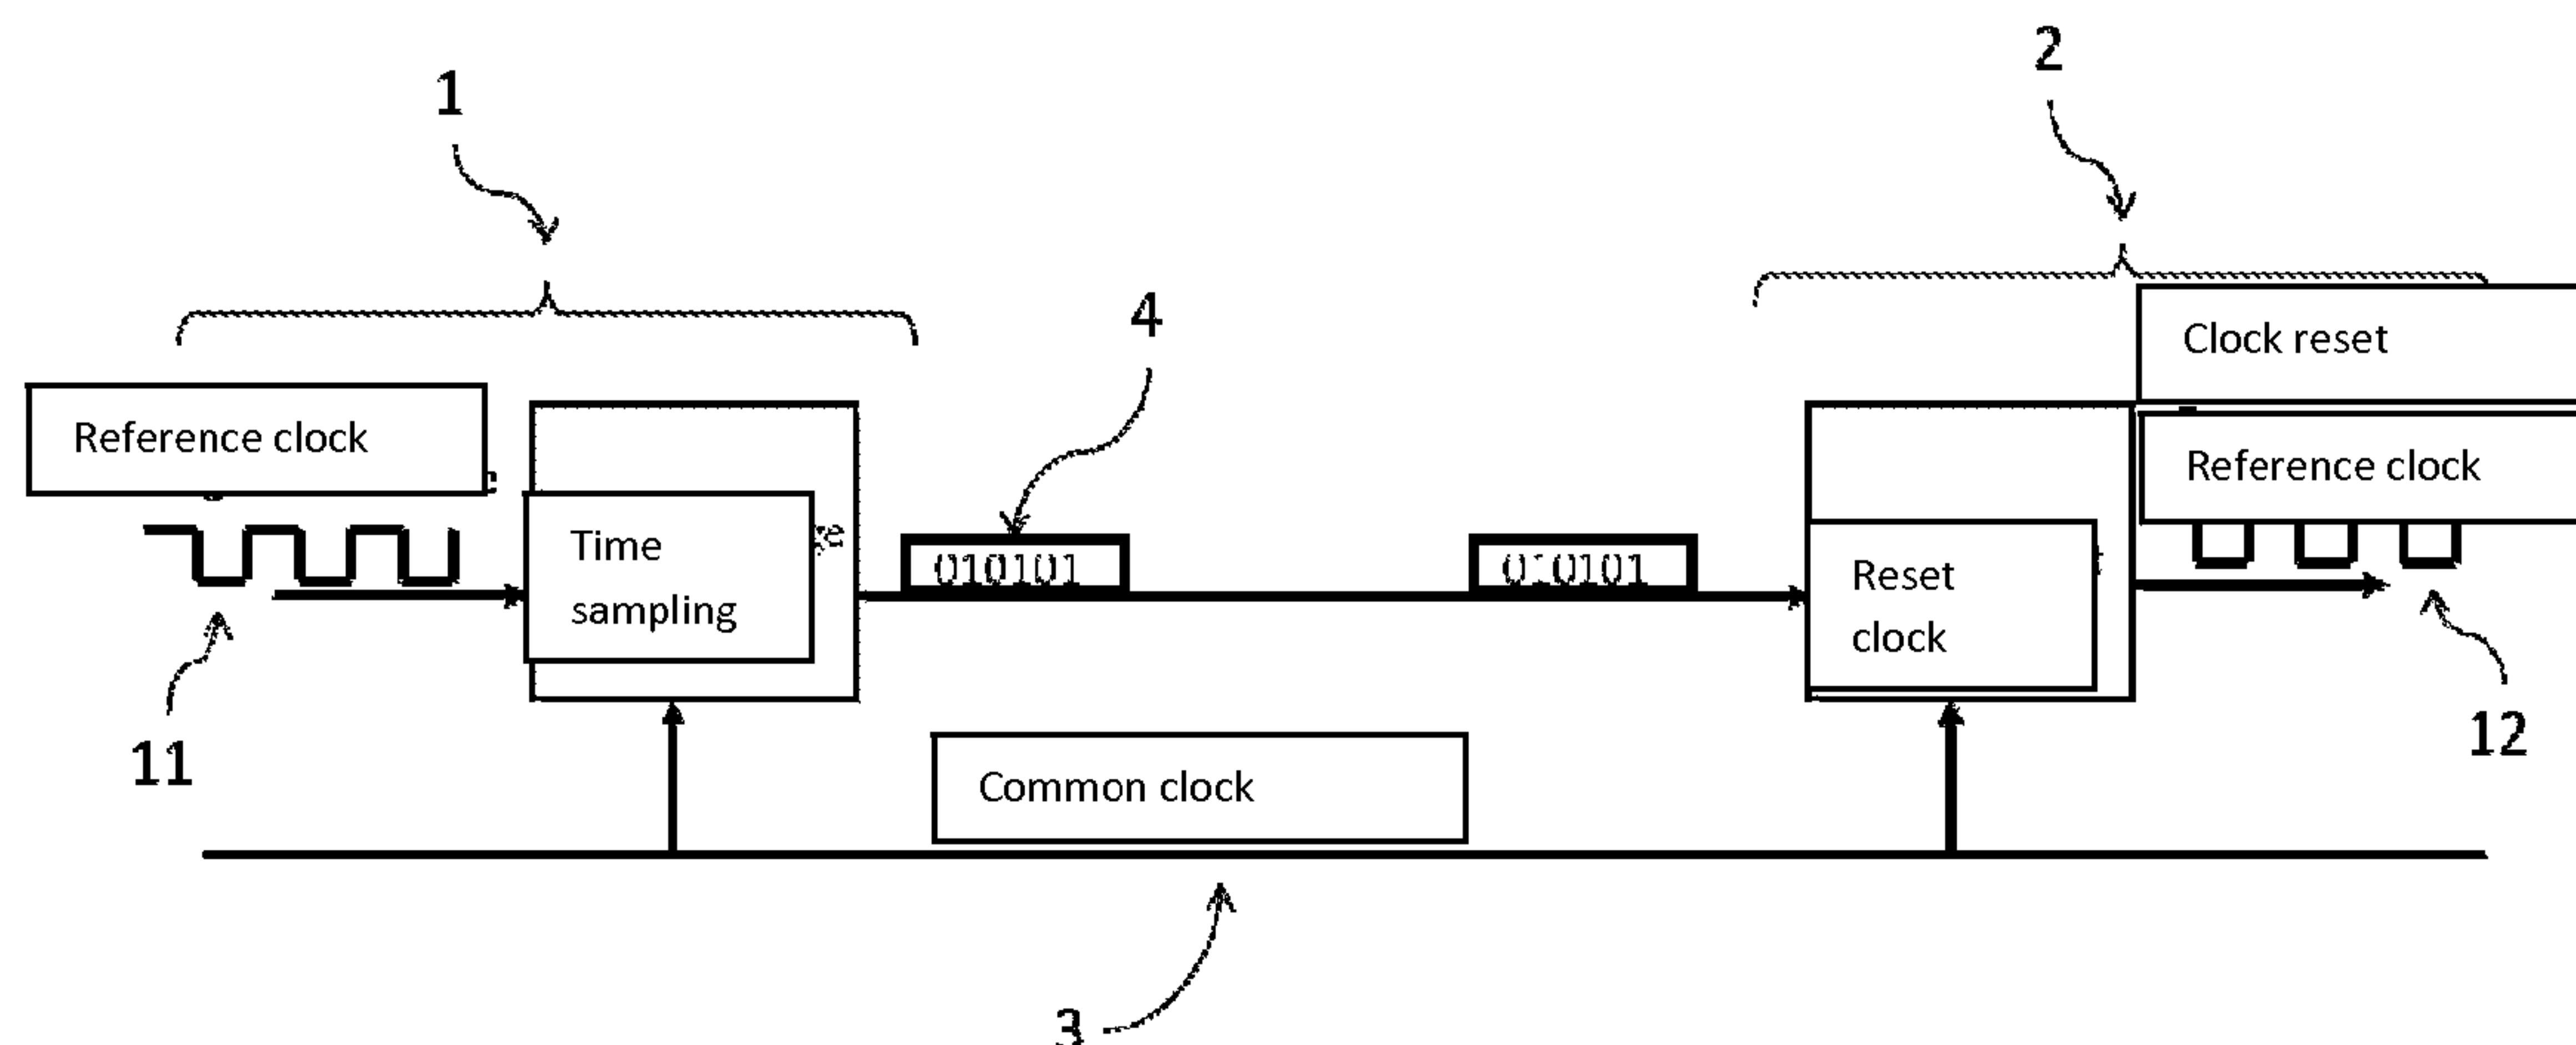 2
1
4
Clock reset
Reference clock
Reference clock
Time
sampling
010101
010101
Reset
clock
11
12
Common clock
3